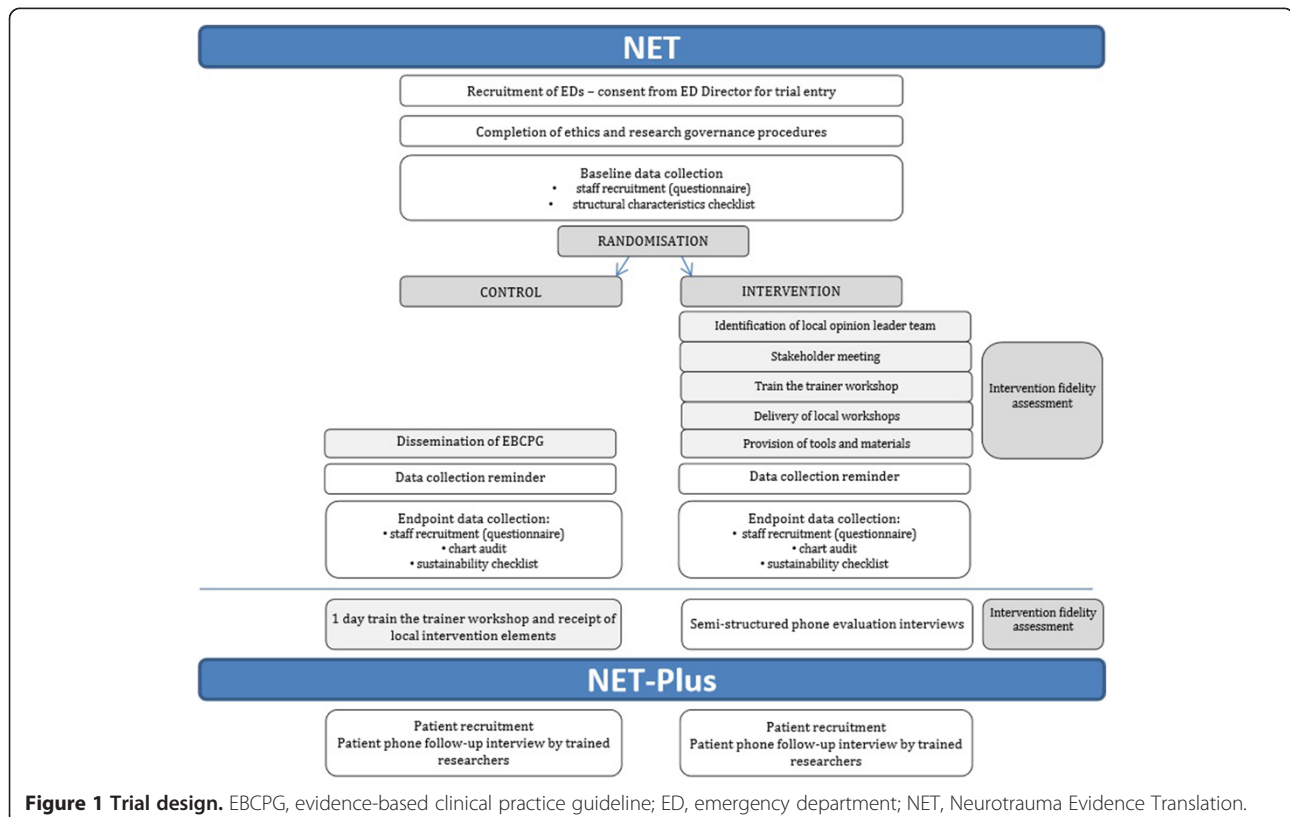 NET
Recruitment of EDs – consent from ED Director for trial entry
Completion of ethics and research governance procedures
Baseline data collection
• staff recruitment (questionnaire)
• structural characteristics checklist
RANDOMISATION
CONTROL
INTERVENTION
Identification of local opinion leader team
Stakeholder meeting
Train the trainer workshop
Delivery of local workshops
Provision of tools and materials
Intervention fidelity
assessment
Dissemination of EBCPG
Data collection reminder
Data collection reminder
Endpoint data collection:
• staff recruitment (questionnaire)
• chart audit
• sustainability checklist
Endpoint data collection:
• staff recruitment (questionnaire)
• chart audit
• sustainability checklist
1 day train the trainer workshop and receipt of
local intervention elements
Semi-structured phone evaluation interviews
Intervention fidelity
assessment
NET-Plus
Patient recruitment
Patient phone follow-up interview by trained
researchers
Patient recruitment
Patient phone follow-up interview by trained
researchers
Figure 1 Trial design. EBCPG, evidence-based clinical practice guideline; ED, emergency department; NET, Neurotrauma Evidence Translation.